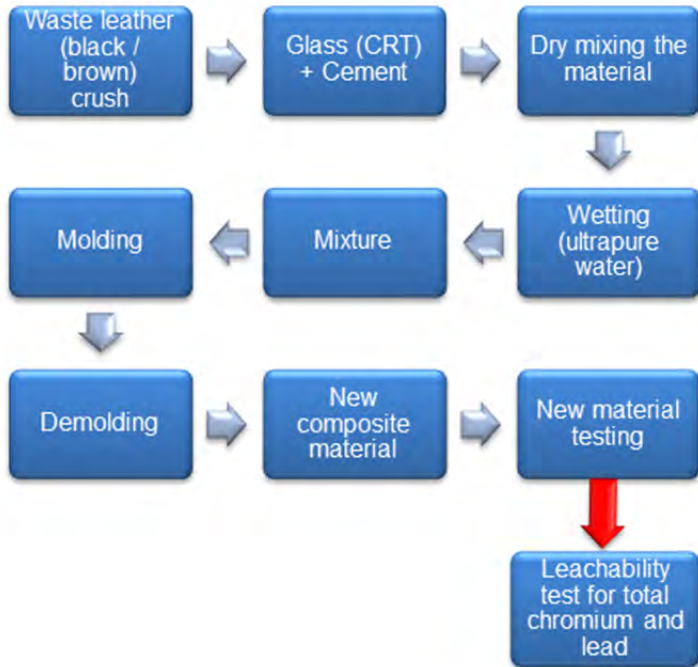 Waste leather
(black /
brown)
crush
Glass (CRT)
+ Cement
Dry mixing the
material
Wetting
(ultrapure
water)
Mixture
Molding
Demolding
New
composite
material
New material
testing
Leachability
test for total
chromium and
lead